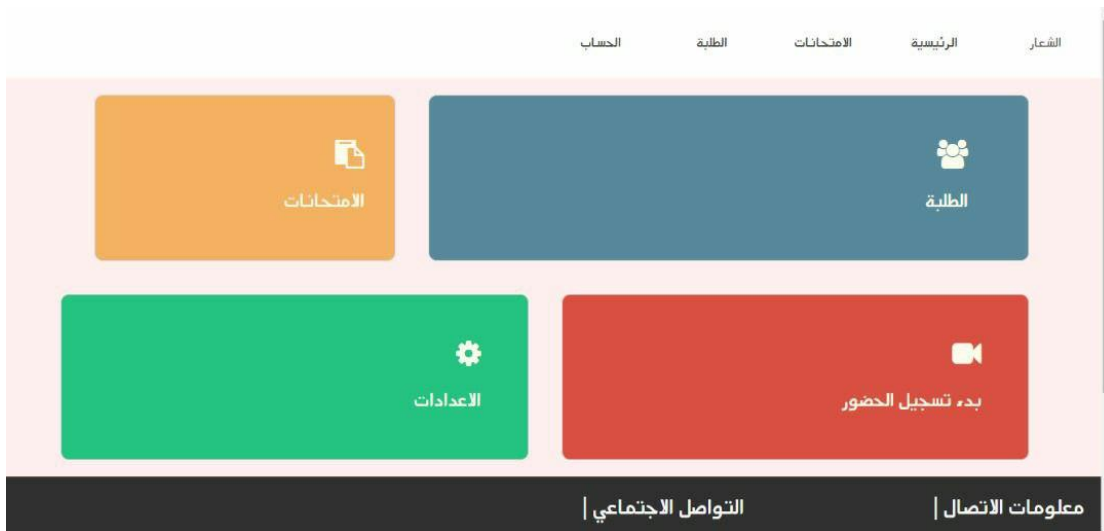 الشعار الرئيسية الامتحانات الطلبة الحساب
الطلبة
الامتحانات
بدء تسجيل الحضور
الاعدادات
معلومات الاتصال | التواصل الاجتماعي |